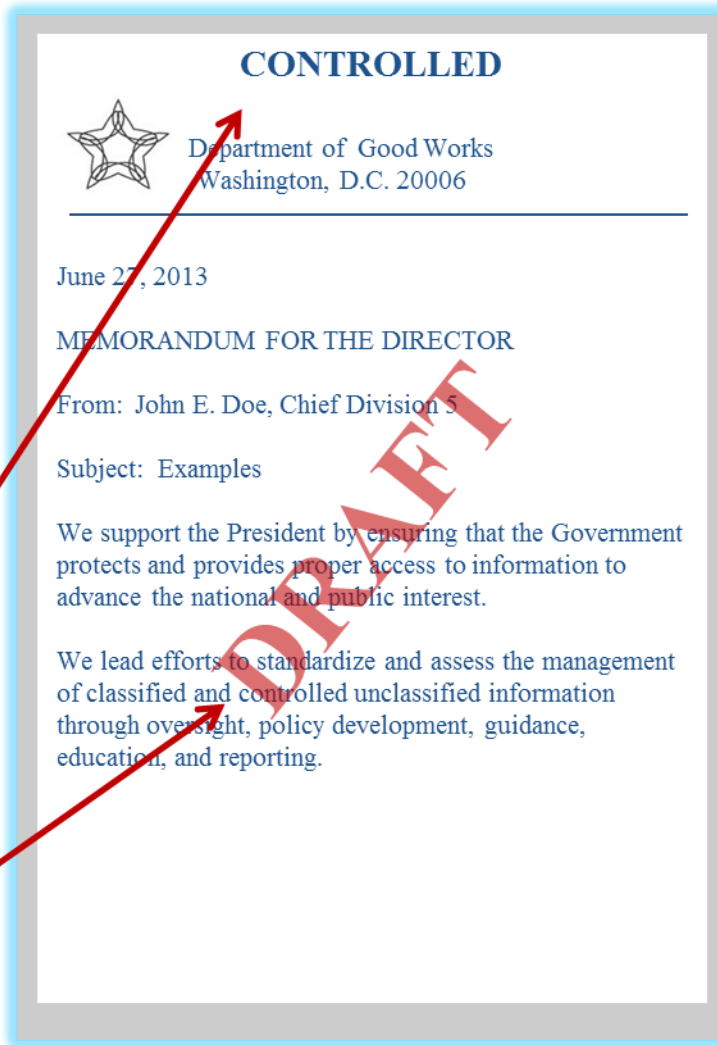 CONTROLLED
Department of Good Works
Washington, D.C. 20006
June 27, 2013
MEMORANDUM FOR THE DIRECTOR
From: John E. Doe, Chief Division 5
Subject: Examples
We support the President by ensuring that the Government
protects and provides proper access to information to
advance the national and public interest.
We lead efforts to standardize and assess the management
of classified and controlled unclassified information
through oversight, policy development, guidance,
education, and reporting.
DRAFT